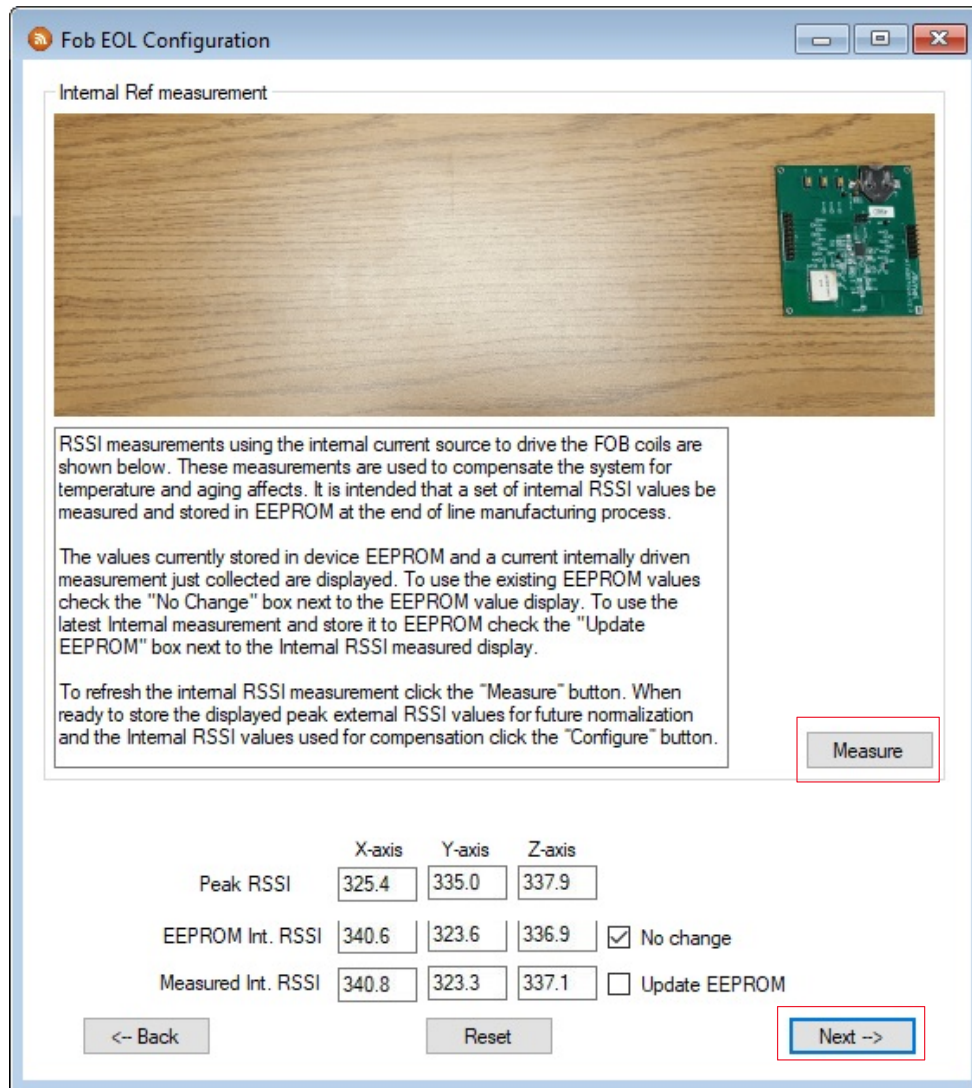 Fob EOL Configuration
Internal Ref measurement
RSSI measurements using the internal current source to drive the FOB coils are
shown below. These measurements are used to compensate the system for
temperature and aging affects. It is intended that a set of internal RSSI values be
measured and stored in EEPROM at the end of line manufacturing process.
The values currently stored in device EEPROM and a current internally driven
measurement just collected are displayed. To use the existing EEPROM values
check the "No Change" box next to the EEPROM value display. To use the
latest Internal measurement and store it to EEPROM check the "Update
EEPROM" box next to the Internal RSSI measured display.
To refresh the internal RSSI measurement click the "Measure" button. When
ready to store the displayed peak external RSSI values for future normalization
and the Internal RSSI values used for compensation click the "Configure" button.
Measure
X-axis Y-axis Z-axis
Peak RSSI 325.4 335.0 337.9
EEPROM Int. RSSI 340.6 323.6 336.9 No change
Measured Int. RSSI 340.8 323.3 337.1 Update EEPROM
<-- Back Reset Next -->